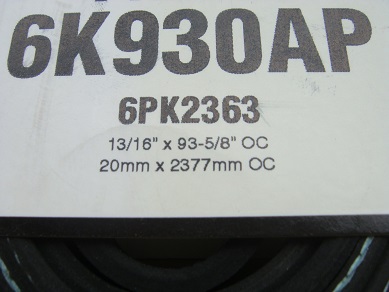 6K930AP
6PK2363
13/16" x 93-5/8" OC
20mm x 2377mm OC